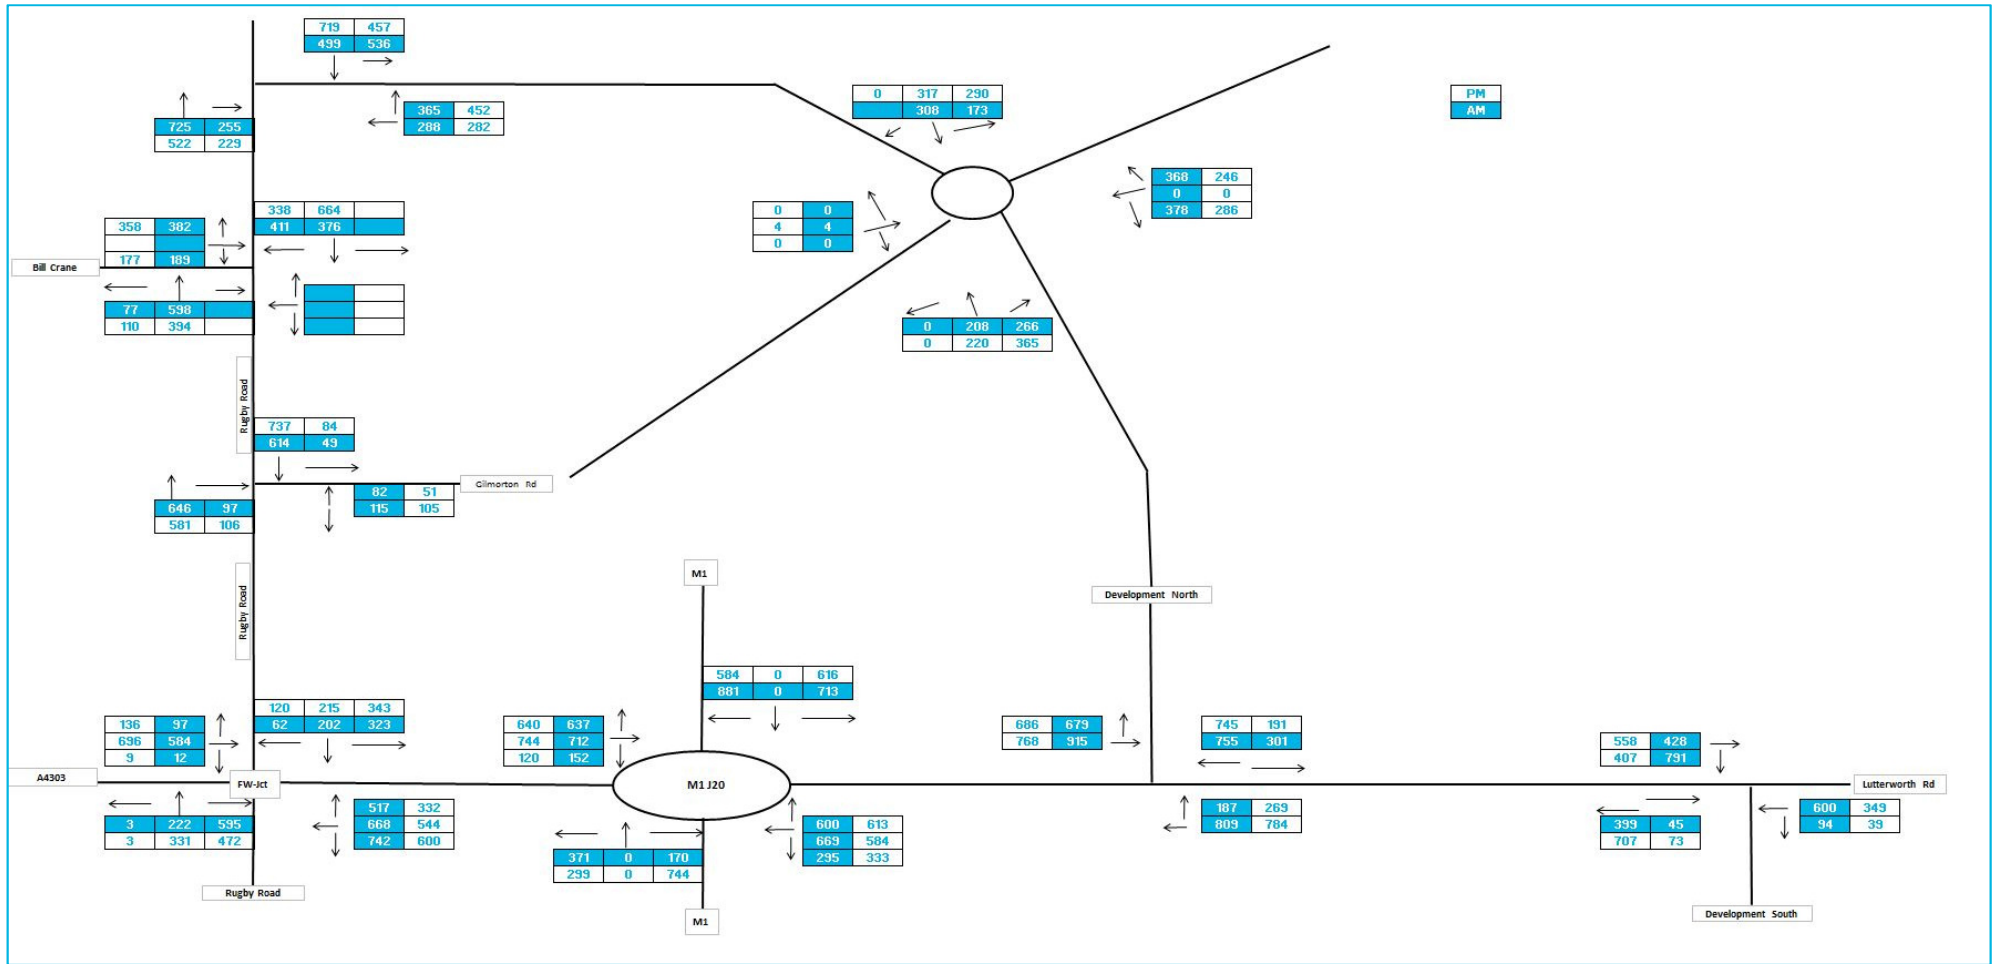 719 457
499 536
0 317 290
308 173
PM
AM
365 452
288 282
725 255
522 229
368 246
0 0
378 286
338 664
411 376
0 0
4 4
0 0
358 382
177 189
Bill Crane
77 598
110 394
0 208 266
0 220 365
Rugby Road
737 84
614 49
Gilmorton Rd
82 51
115 105
646 97
581 106
M1
Rugby Road
Development North
584 0 616
881 0 713
120 215 343
62 202 323
136 97
696 584
9 12
640 637
744 712
120 152
686 679
768 915
745 191
755 301
558 428
407 791
A4303
FW-Jct
M1 J20
Lutterworth Rd
517 332
668 544
742 600
187 269
809 784
600 349
94 39
3 222 595
3 331 472
600 613
669 584
295 333
399 45
707 73
371 0 170
299 0 744
Rugby Road
M1
Development South